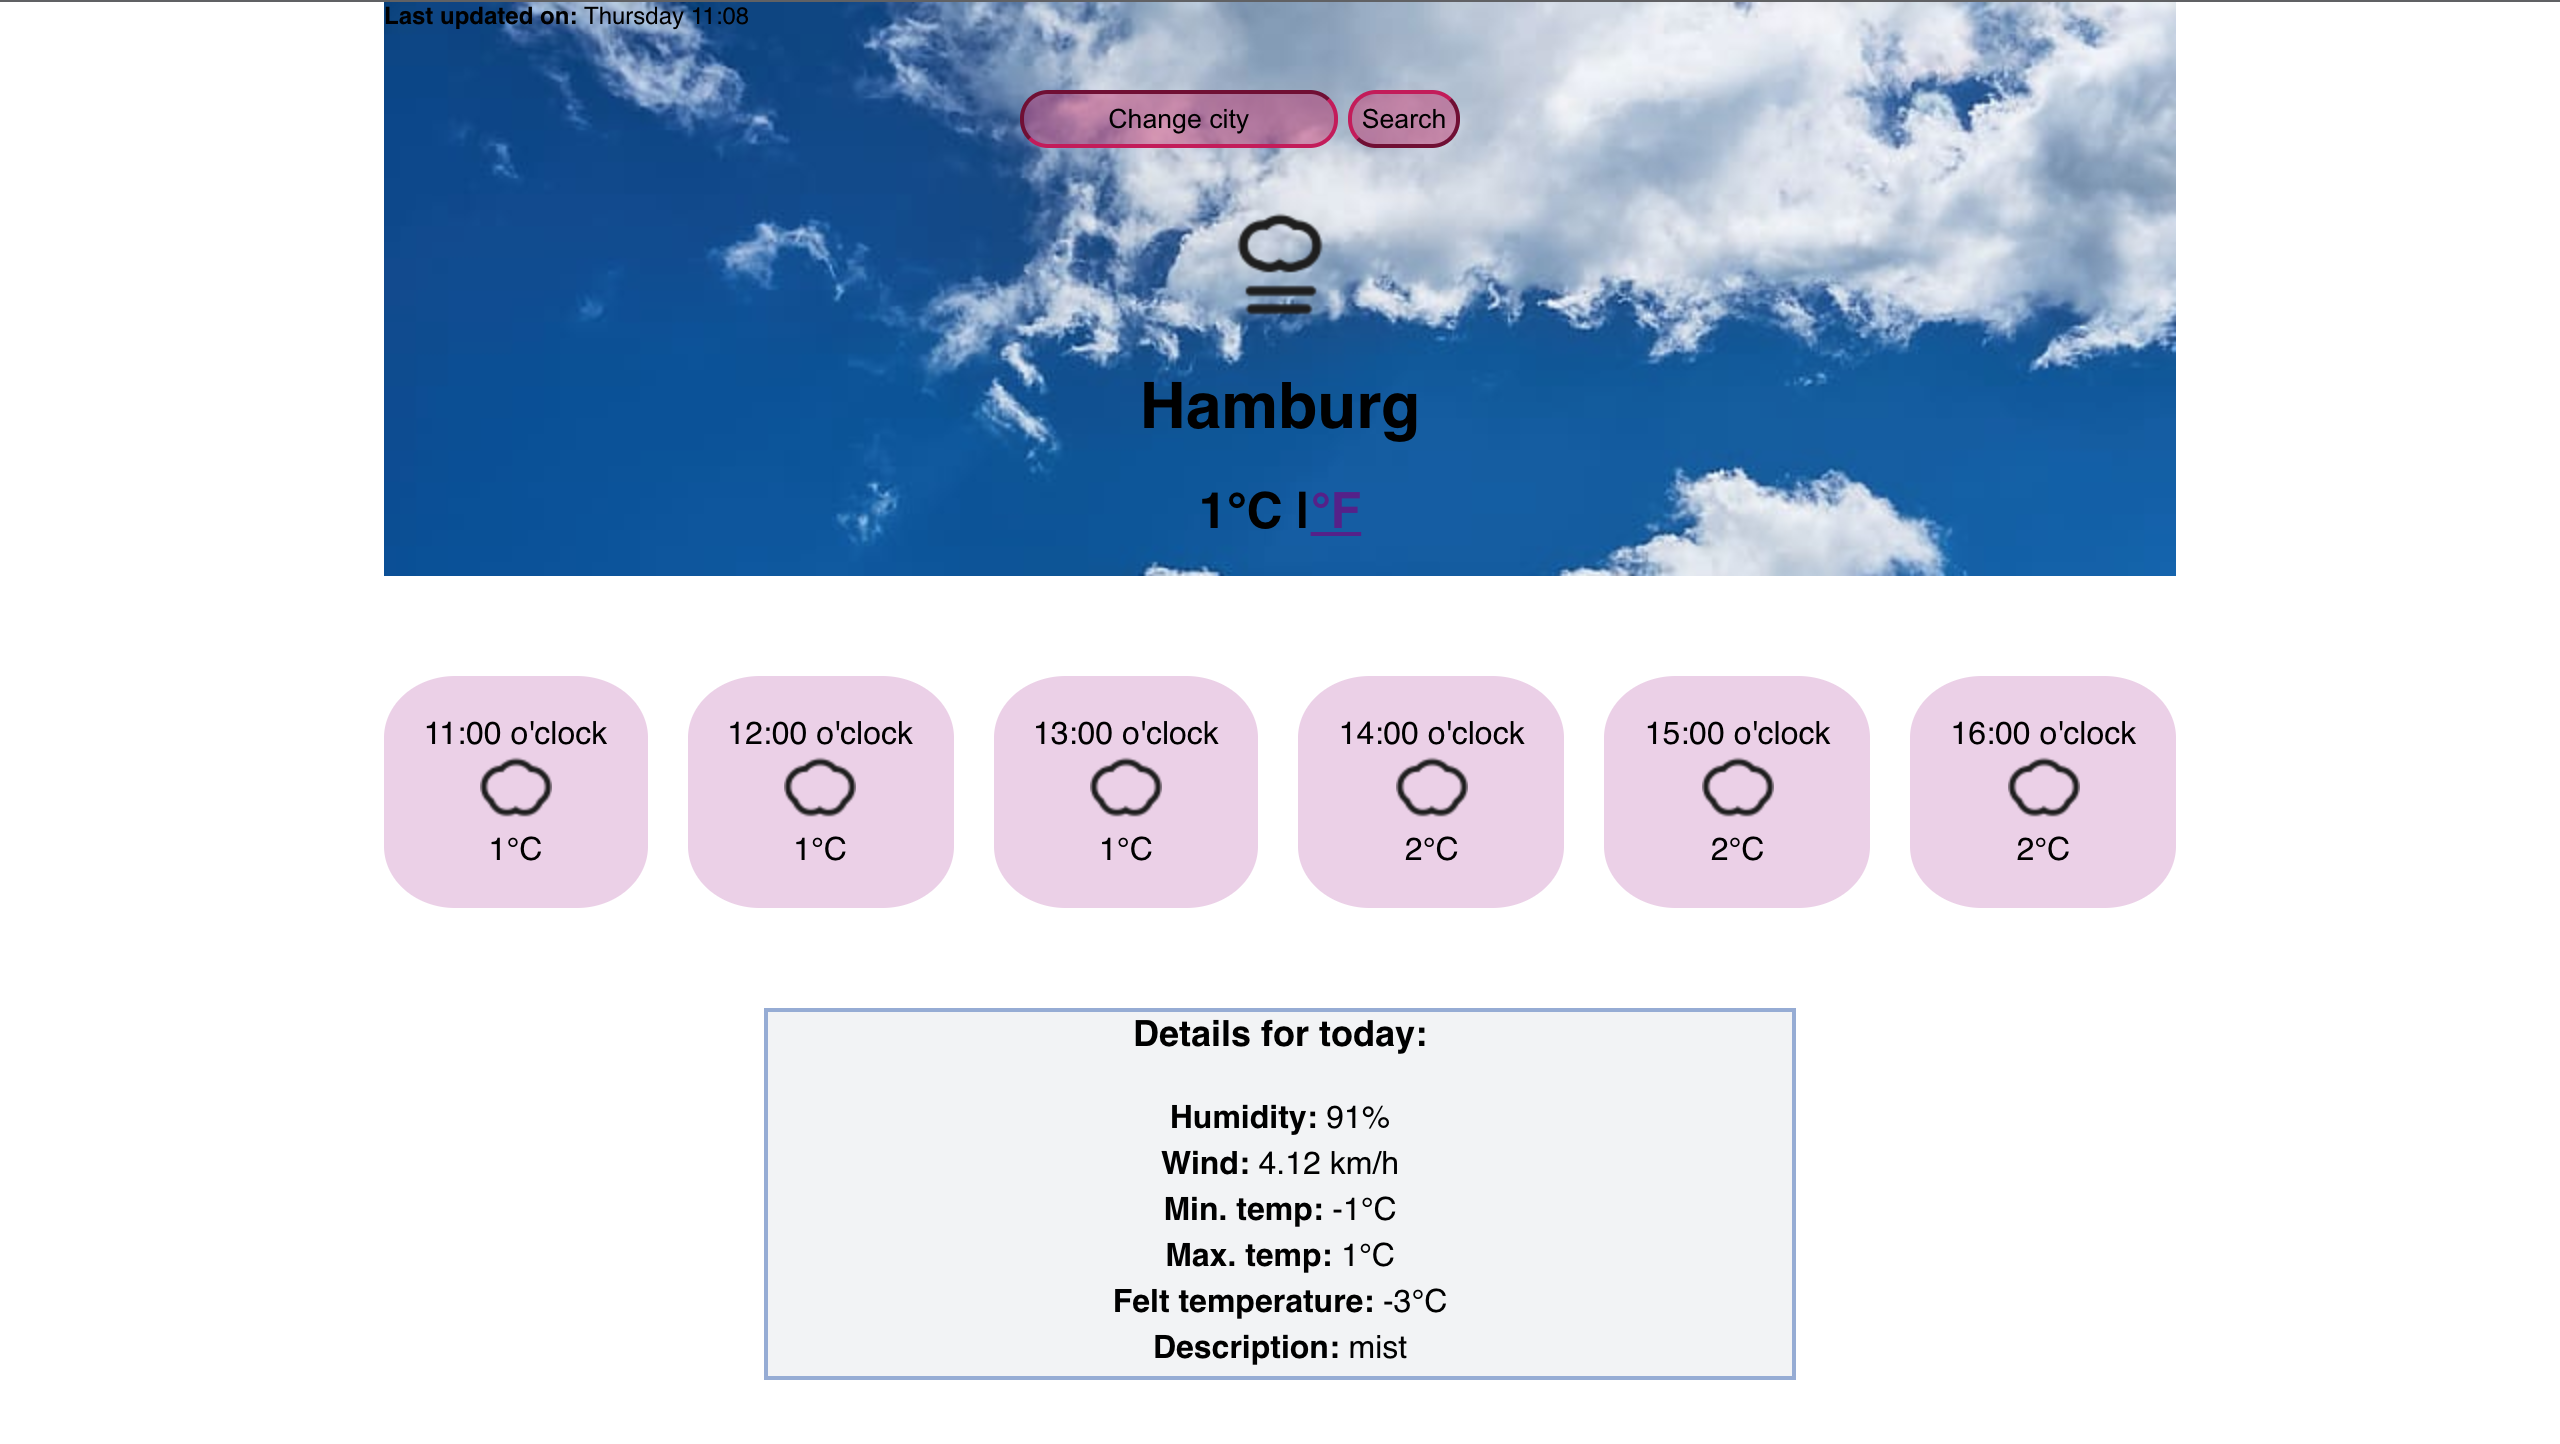 Last updated on: Thursday 11:08
Change city Search
Hamburg
1°C |°F
11:00 o'clock 12:00 o'clock 13:00 o'clock 14:00 o'clock 15:00 o'clock 16:00 o'clock
1°C 1°C 1°C 2°C 2°C 2°C
Details for today:
Humidity: 91%
Wind: 4.12 km/h
Min. temp: -1°C
Max. temp: 1°C
Felt temperature: -3°C
Description: mist